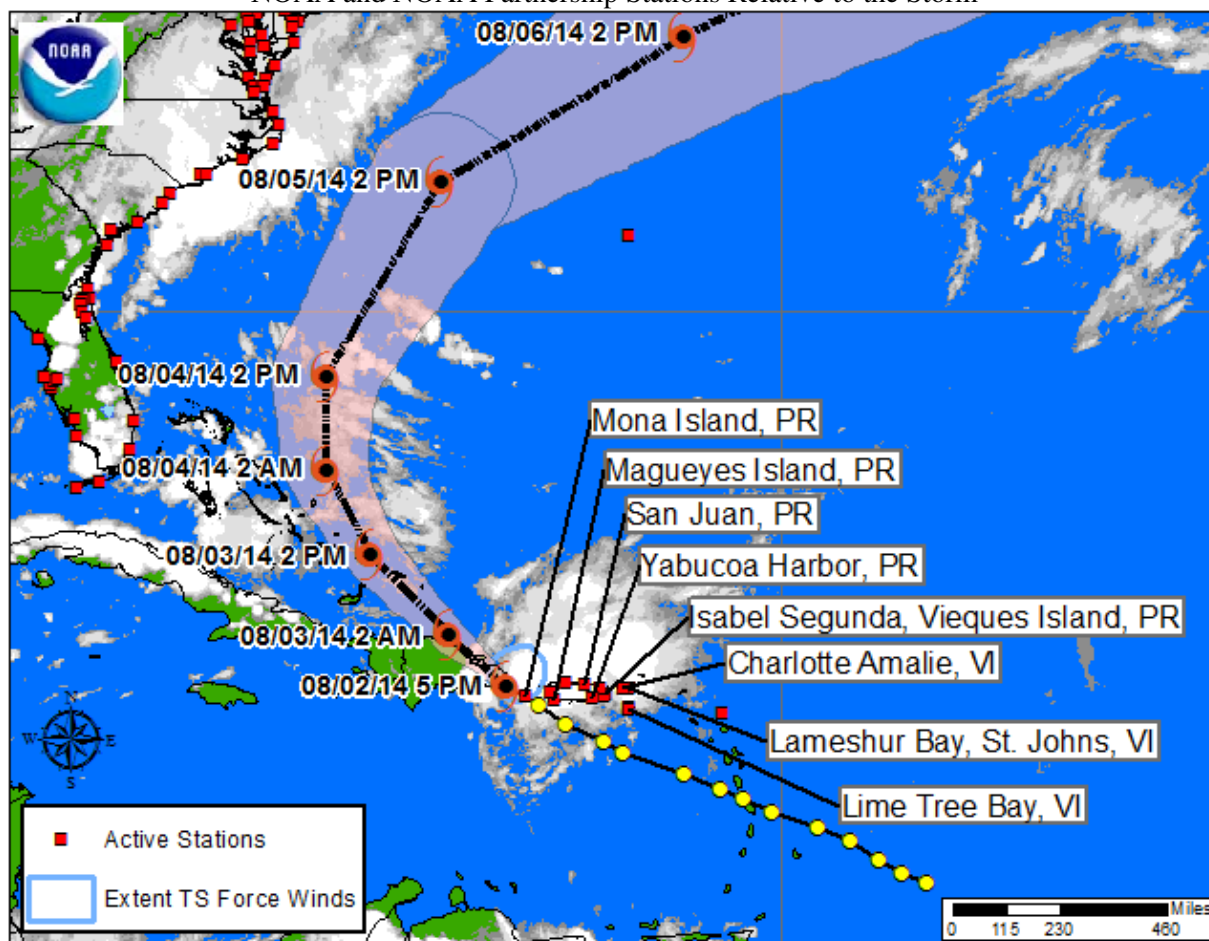 NOAA and NOAA Partnership Stations Relative to the Storm
NOAA
08/06/14 2 PM
08/05/14 2 PM
08/04/14 2 PM
Mona Island, PR
08/04/14 2 AM
Magueyes Island, PR
San Juan, PR
08/03/14 2 PM
Yabucoa Harbor, PR
Isabel Segunda, Vieques Island, PR
08/03/14 2 AM
Charlotte Amalie, VI
08/02/14 5 PM
N
W E
S
Lameshur Bay, St. Johns, VI
Lime Tree Bay, VI
Active Stations
Extent TS Force Winds
Miles
0 115 230 460